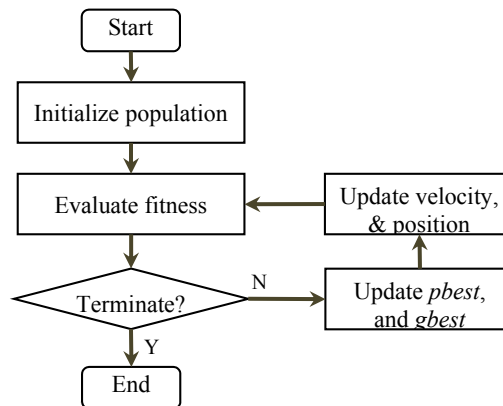 Start
Initialize population
Evaluate fitness
Update velocity,
& position
Terminate?
N
Update pbest,
and gbest
Y
End